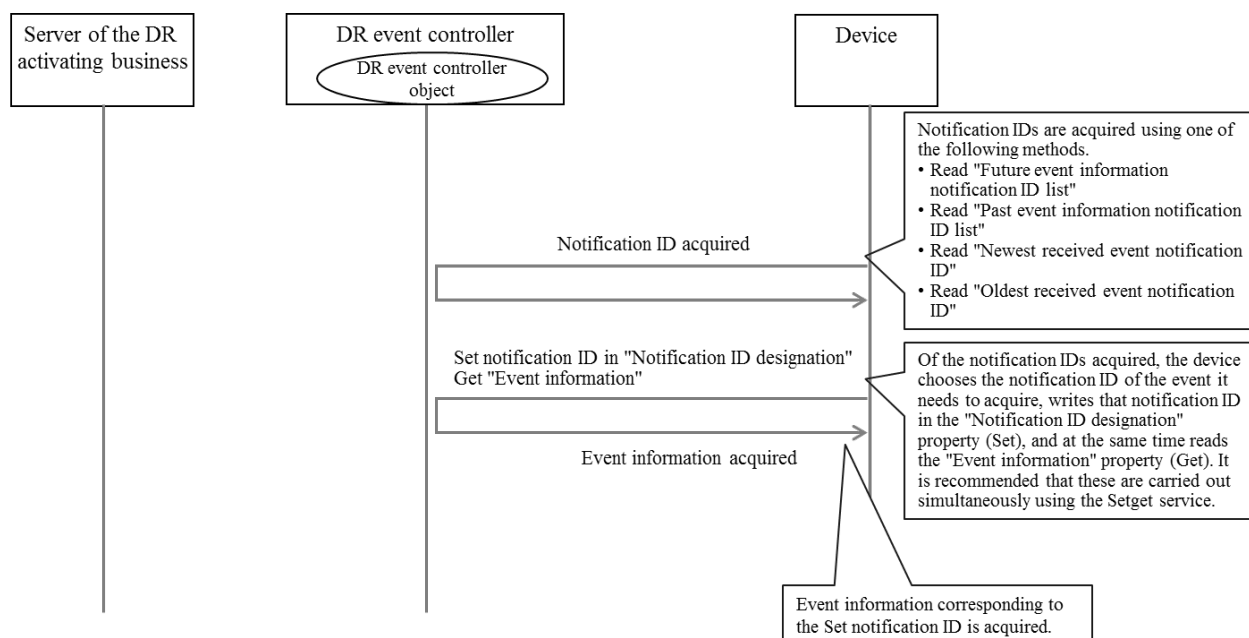 Server of the DR
activating business
DR event controller
DR event controller
object
Device
Notification IDs are acquired using one of
the following methods.
• Read "Future event information
notification ID list"
• Read "Past event information notification
ID list"
• Read "Newest received event notification
ID"
• Read "Oldest received event notification
ID"
Notification ID acquired
Set notification ID in "Notification ID designation"
Get "Event information"
Of the notification IDs acquired, the device
chooses the notification ID of the event it
needs to acquire, writes that notification ID
in the "Notification ID designation"
property (Set), and at the same time reads
the "Event information" property (Get). It
is recommended that these are carried out
simultaneously using the Setget service.
Event information acquired
Event information corresponding to
the Set notification ID is acquired.